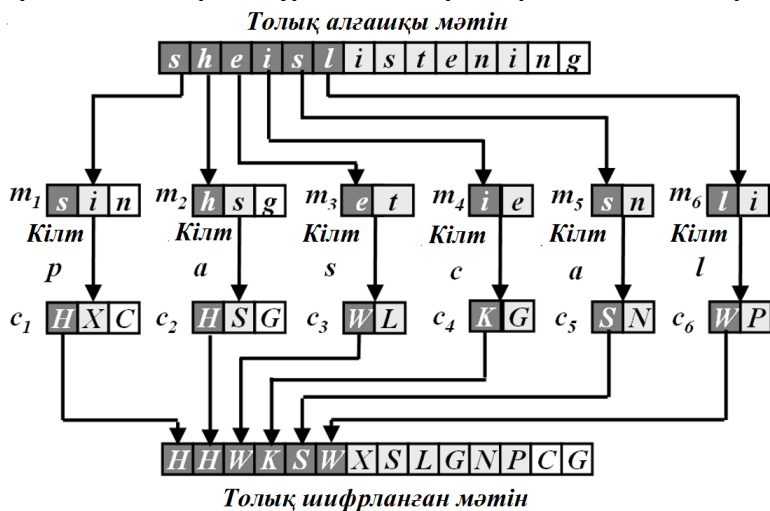 Толық алғашқы мәтін
s h e i s l i s t e n i n g
m1 s i n m2 h s g m3 e t m4 i e m5 s n m6 l i
Кілт Кілт Кілт Кілт Кілт Кілт
p a s c a l
c1 H X C c2 H S G c3 W L c4 K G c5 S N c6 W P
H H W K S W X S L G N P C G
Толық шифрланған мәтін